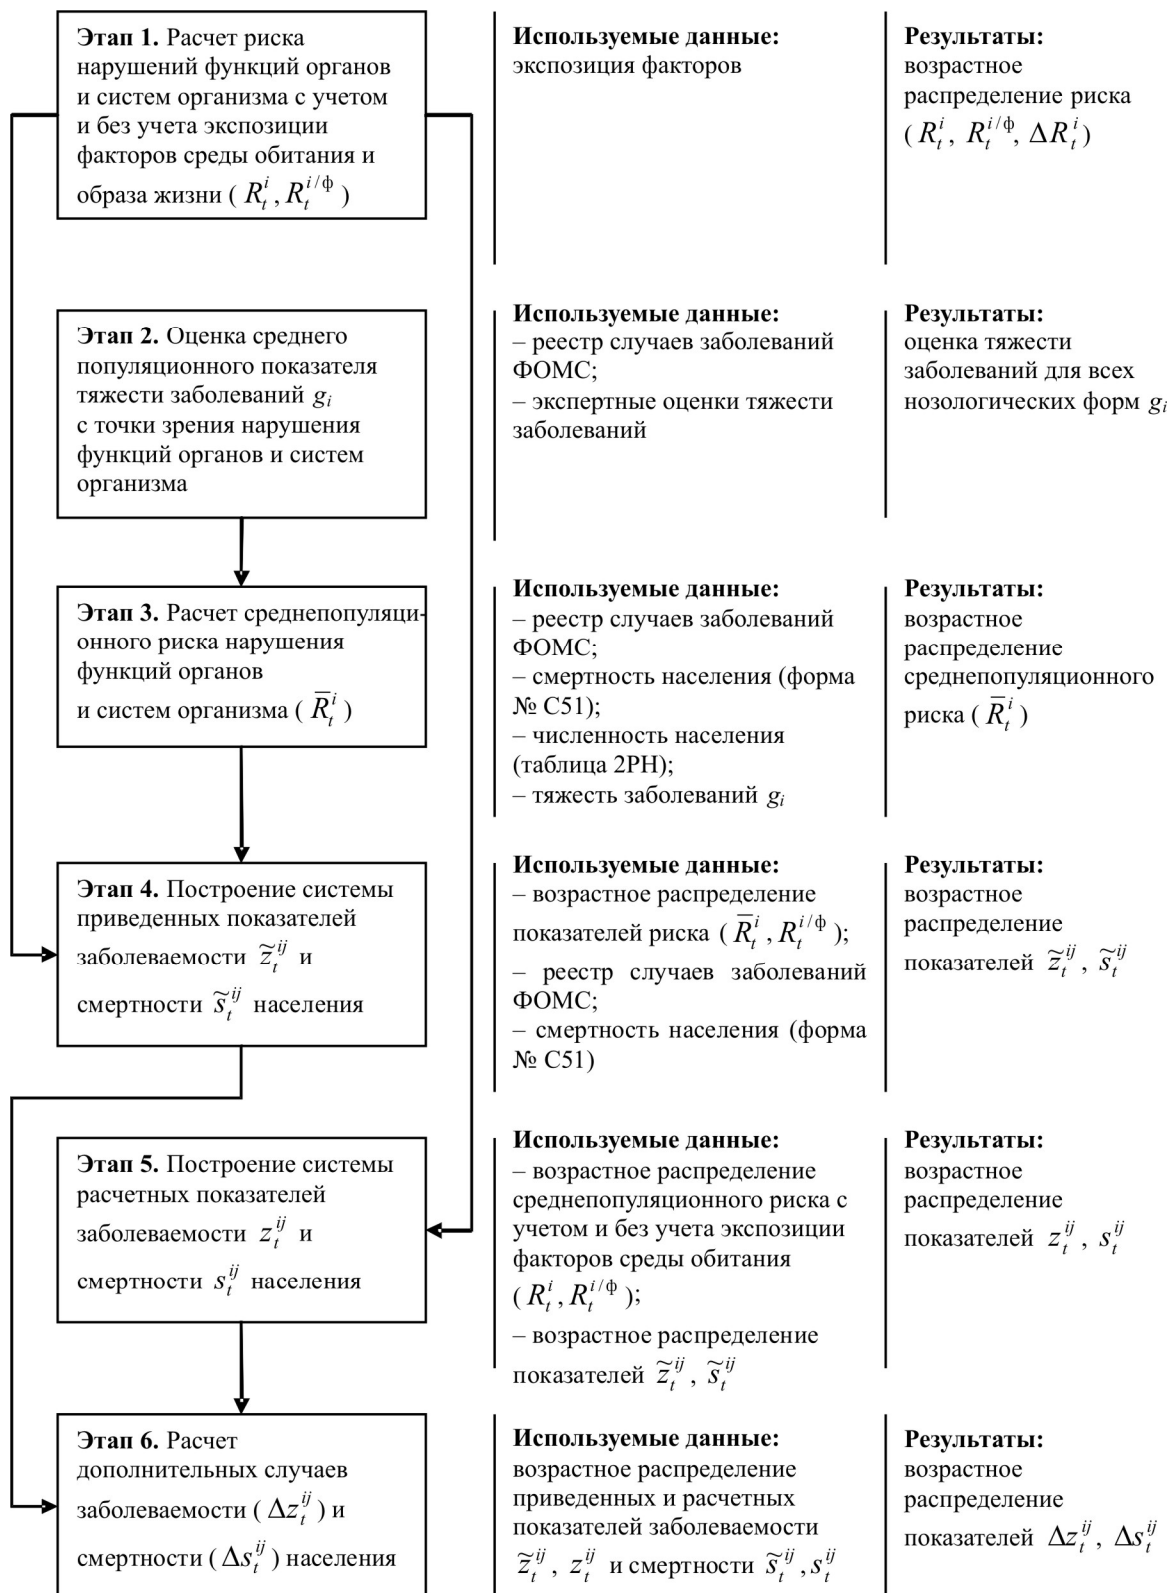 Этап 1. Расчет риска
нарушений функций органов
и систем организма с учетом
и без учета экспозиции
факторов среды обитания и
образа жизни ( R_t^i , R_t^{i/ф} )
Используемые данные:
экспозиция факторов
Результаты:
возрастное
распределение риска
( R_t^i, R_t^{i/ф}, ΔR_t^i )
Этап 2. Оценка среднего
популяционного показателя
тяжести заболеваний g_i
с точки зрения нарушения
функций органов и систем
организма
Используемые данные:
– реестр случаев заболеваний
ФОМС;
– экспертные оценки тяжести
заболеваний
Результаты:
оценка тяжести
заболеваний для всех
нозологических форм g_i
Этап 3. Расчет среднепопуляци-
онного риска нарушения
функций органов
и систем организма ( R̅_t^i )
Используемые данные:
– реестр случаев заболеваний
ФОМС;
– смертность населения (форма
№ С51);
– численность населения
(таблица 2РН);
– тяжесть заболеваний g_i
Результаты:
возрастное
распределение
среднепопуляционного
риска ( R̅_t^i )
Этап 4. Построение системы
приведенных показателей
заболеваемости z̃_t^{ij} и
смертности s̃_t^{ij} населения
Используемые данные:
– возрастное распределение
показателей риска ( R̅_t^i , R_t^{i/ф} );
– реестр случаев заболеваний
ФОМС;
– смертность населения (форма
№ С51)
Результаты:
возрастное
распределение
показателей z̃_t^{ij} , s̃_t^{ij}
Этап 5. Построение системы
расчетных показателей
заболеваемости z_t^{ij} и
смертности s_t^{ij} населения
Используемые данные:
– возрастное распределение
среднепопуляционного риска с
учетом и без учета экспозиции
факторов среды обитания
( R_t^i , R_t^{i/ф} );
– возрастное распределение
показателей z̃_t^{ij} , s̃_t^{ij}
Результаты:
возрастное
распределение
показателей z_t^{ij} , s_t^{ij}
Этап 6. Расчет
дополнительных случаев
заболеваемости ( Δz_t^{ij} ) и
смертности ( Δs_t^{ij} ) населения
Используемые данные:
возрастное распределение
приведенных и расчетных
показателей заболеваемости
z̃_t^{ij} , z_t^{ij} и смертности s̃_t^{ij} , s_t^{ij}
Результаты:
возрастное
распределение
показателей Δz_t^{ij} , Δs_t^{ij}